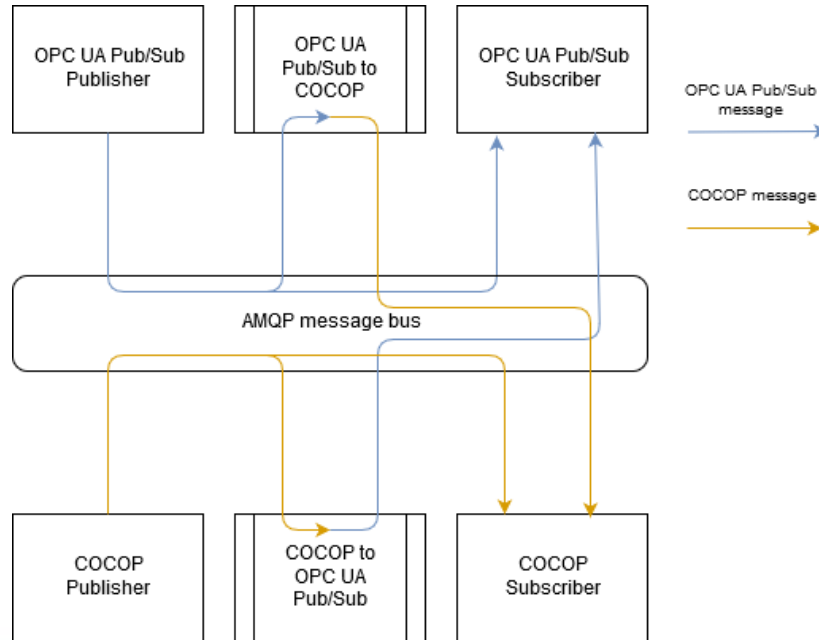 OPC UA Pub/Sub
Publisher
OPC UA
Pub/Sub to
COCOP
OPC UA Pub/Sub
Subscriber
OPC UA Pub/Sub
message
COCOP message
AMQP message bus
COCOP
Publisher
COCOP to
OPC UA
Pub/Sub
COCOP
Subscriber